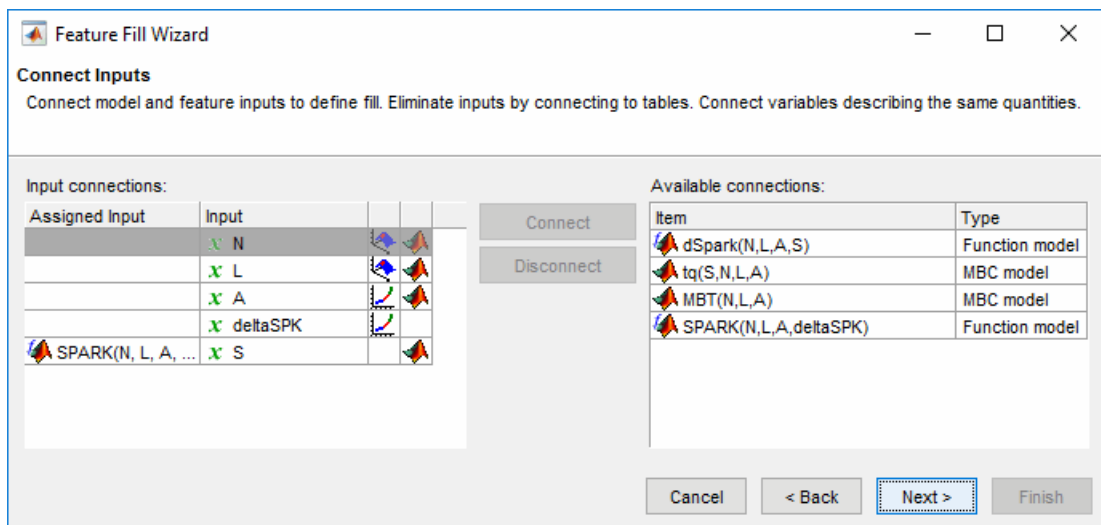 Feature Fill Wizard
Connect Inputs
Connect model and feature inputs to define fill. Eliminate inputs by connecting to tables. Connect variables describing the same quantities.
Input connections:
Assigned Input Input
x N
x L
x A
x deltaSPK
SPARK(N, L, A, ... x S
Connect
Disconnect
Available connections:
Item Type
dSpark(N,L,A,S) Function model
tq(S,N,L,A) MBC model
MBT(N,L,A) MBC model
SPARK(N,L,A,deltaSPK) Function model
Cancel < Back Next > Finish